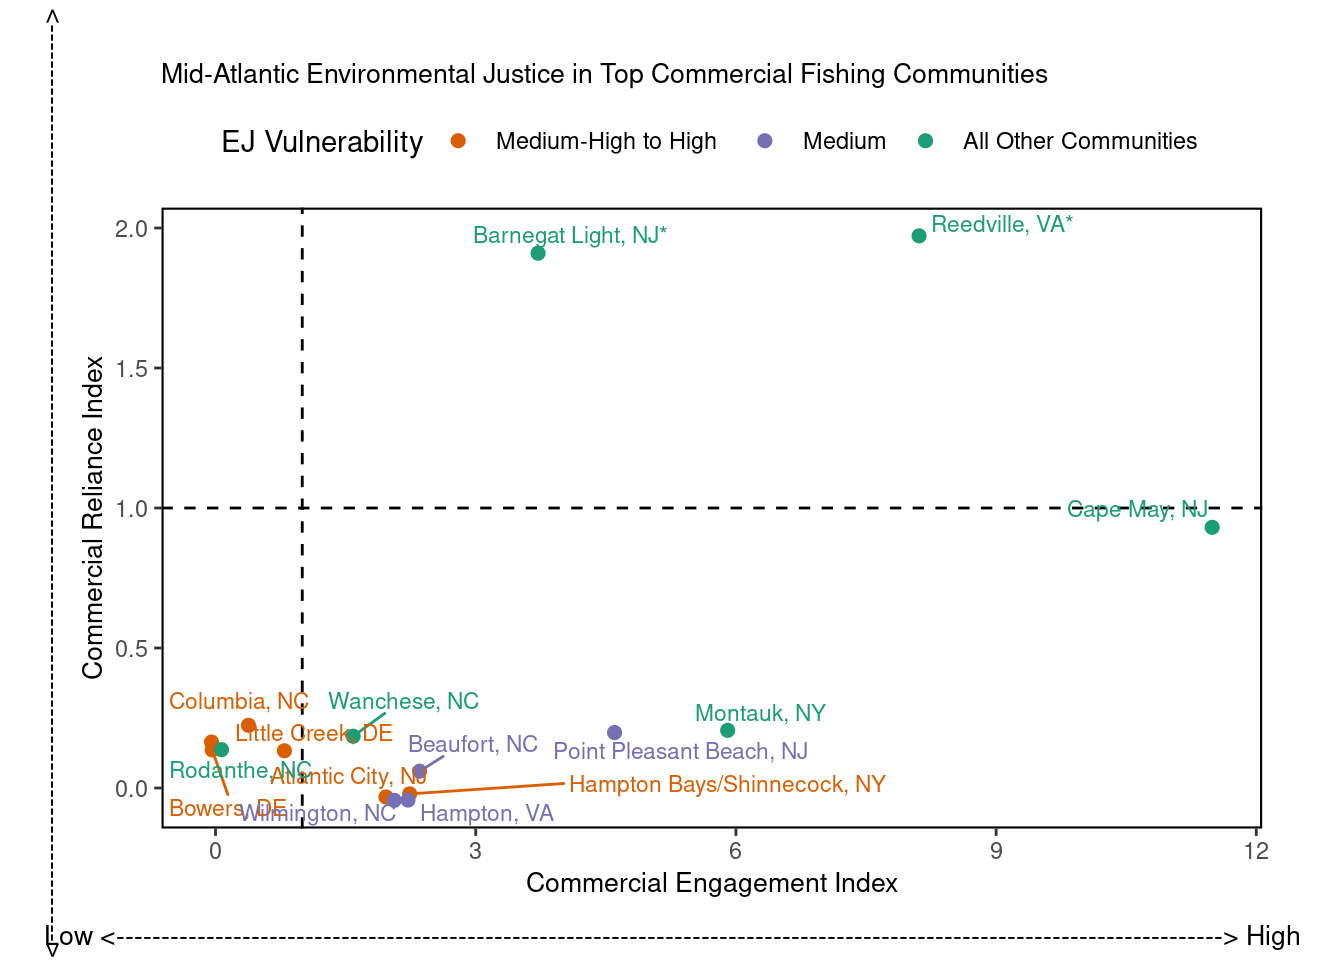 Mid-Atlantic Environmental Justice in Top Commercial Fishing Communities
EJ Vulnerability Medium-High to High Medium All Other Communities
Commercial Reliance Index
2.0
1.5
1.0
0.5
0.0
Barnegat Light, NJ*
Reedville, VA*
Cape May, NJ
Columbia, NC
Wanchese, NC
Montauk, NY
Little Creek, DE
Beaufort, NC
Point Pleasant Beach, NJ
Rodanthe, NC
Atlantic City, NJ
Hampton Bays/Shinnecock, NY
Bowers, DE
Wilmington, NC
Hampton, VA
0 3 6 9 12
Commercial Engagement Index
Low <--------> High